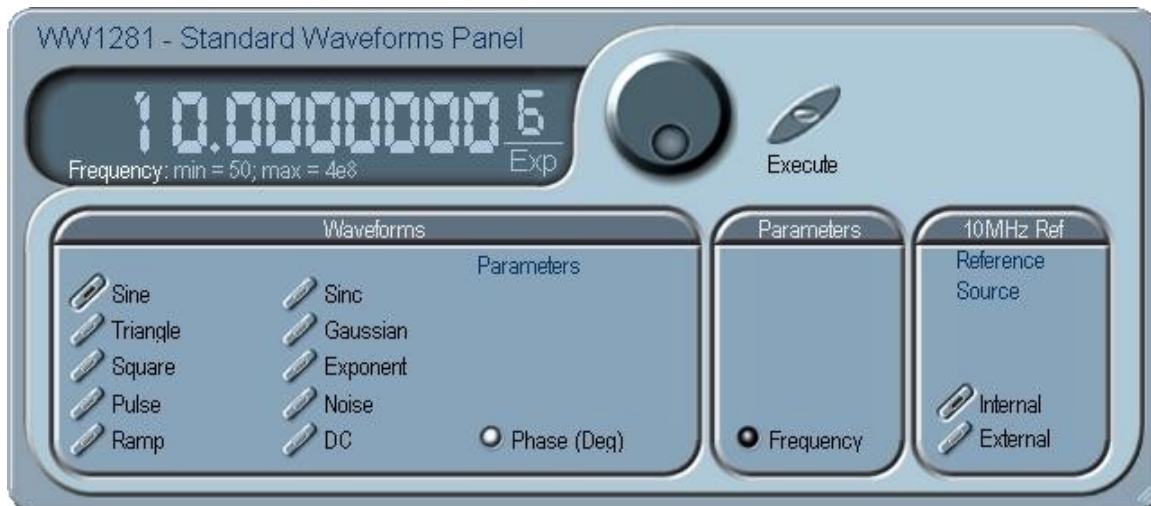 WW1281 - Standard Waveforms Panel
10.0000000 6
Exp
Frequency: min = 50; max = 4e8
Execute
Waveforms
Parameters
Sine
Triangle
Square
Pulse
Ramp
Sinc
Gaussian
Exponent
Noise
DC
Phase (Deg)
Parameters
Frequency
10MHz Ref
Reference
Source
Internal
External